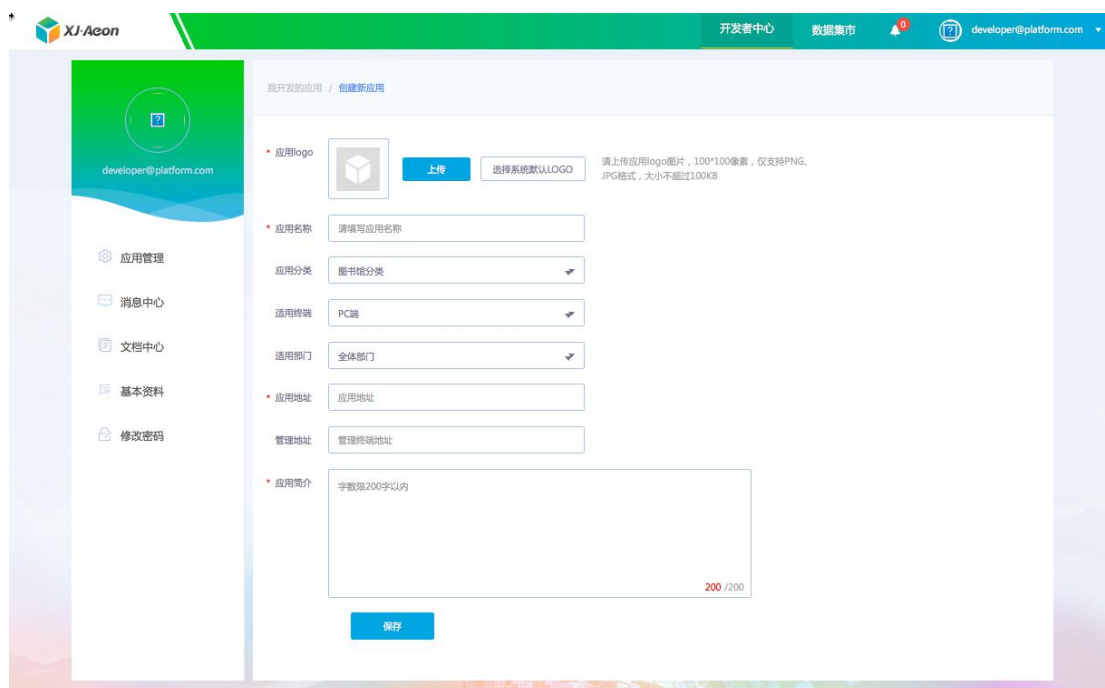 XJ·Aeon
开发者中心
数据集市
0
developer@platform.com
developer@platform.com
应用管理
消息中心
文档中心
基本资料
修改密码
我开发的应用 / 创建新应用
* 应用logo
上传
选择系统默认LOGO
请上传应用logo图片，100*100像素，仅支持PNG、
JPG格式，大小不超过100KB
* 应用名称
请填写应用名称
应用分类
图书馆分类
适用终端
PC端
适用部门
全体部门
* 应用地址
应用地址
管理地址
管理终端地址
* 应用简介
字数限200字以内
200 /200
保存